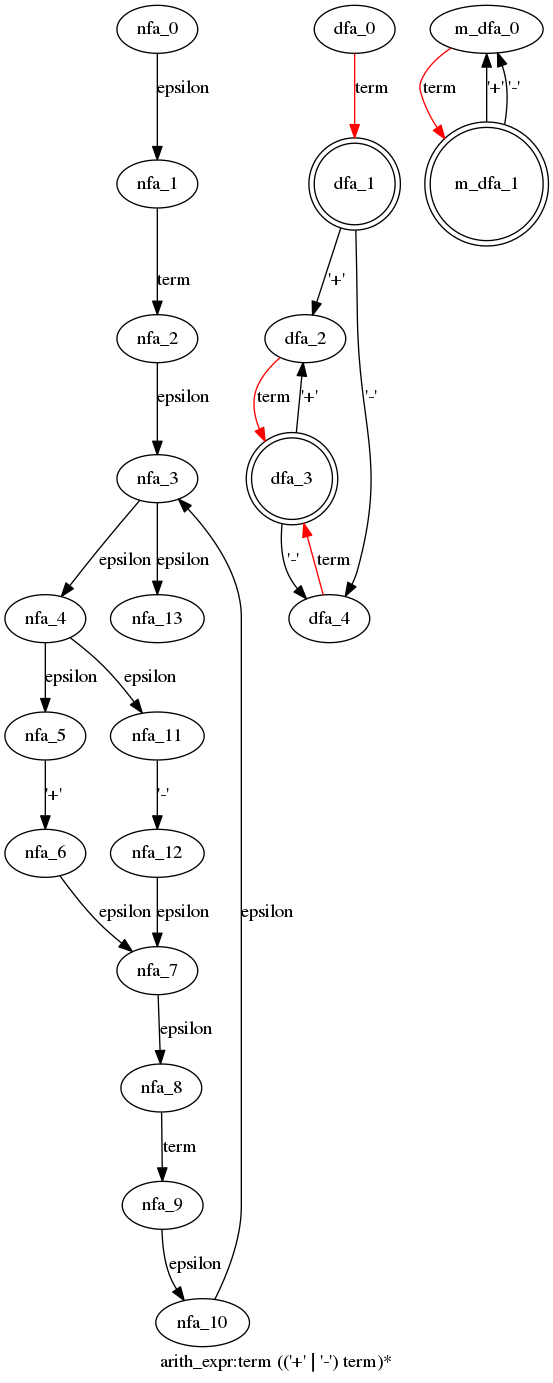 nfa_0
dfa_0
m_dfa_0
epsilon
term
term
'+'
'-'
nfa_1
dfa_1
m_dfa_1
term
'+'
nfa_2
dfa_2
epsilon
term
'+'
'-'
nfa_3
dfa_3
epsilon
epsilon
'-'
term
nfa_4
nfa_13
dfa_4
epsilon
epsilon
nfa_5
nfa_11
'+'
'-'
nfa_6
nfa_12
epsilon
epsilon
epsilon
nfa_7
epsilon
nfa_8
term
nfa_9
epsilon
nfa_10
arith_expr:term (('+' | '-') term)*